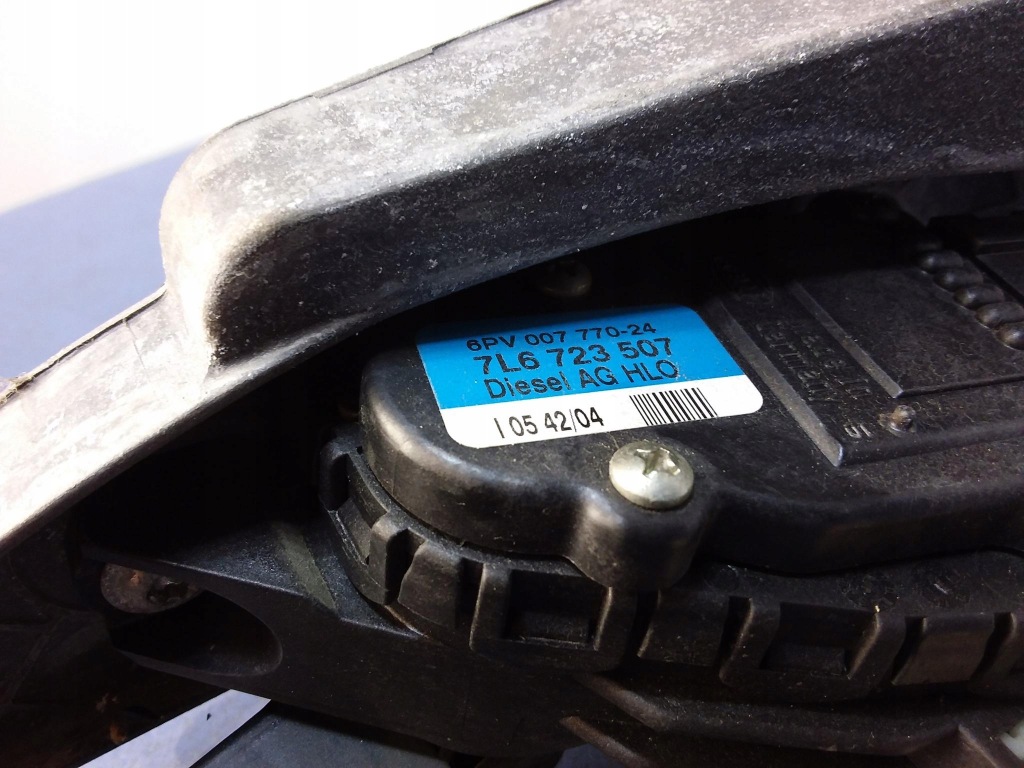 6PV 007 770-24
7L6 723 507
Diesel AG HLO
I 05 42/04